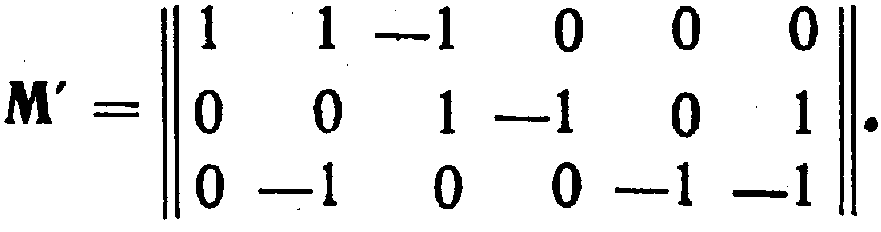 1 1 —1 0 0 0
M′ = 0 0 1 —1 0 1 .
0 —1 0 0 —1 —1